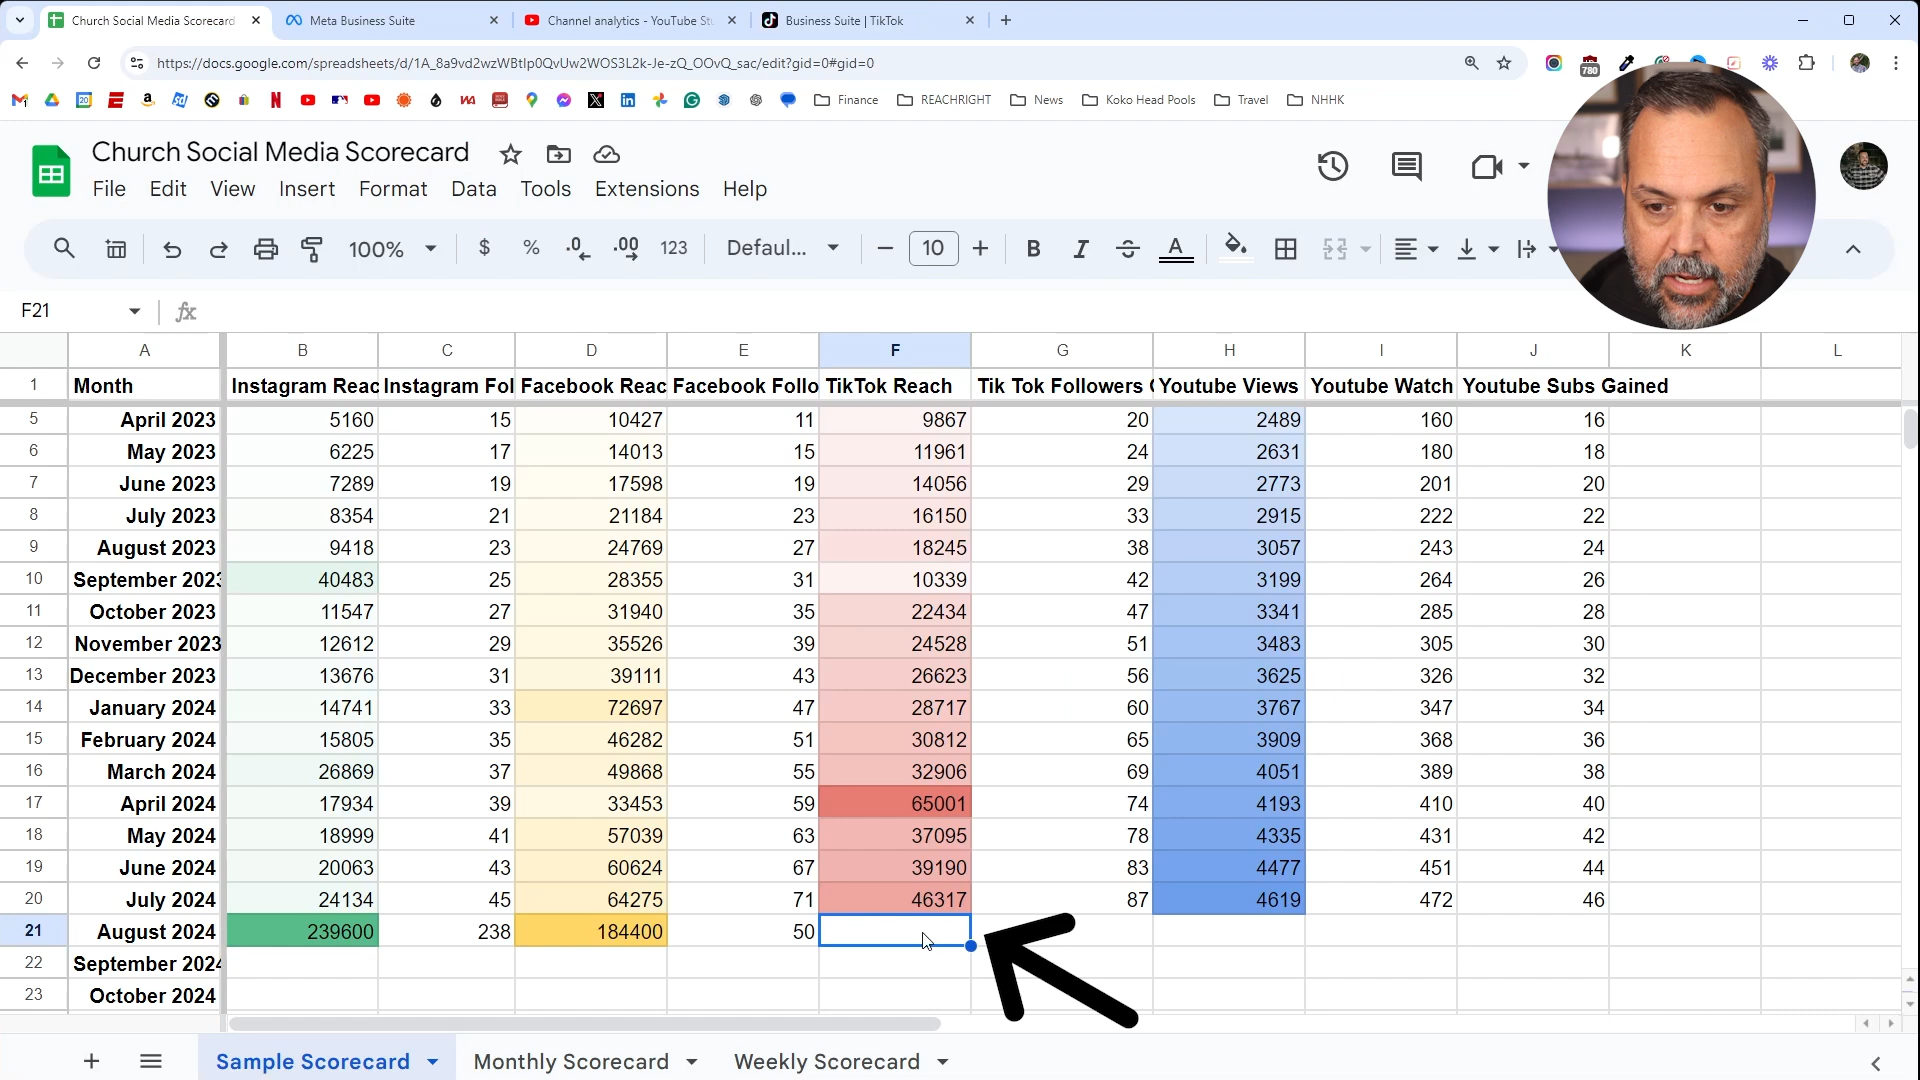 Church Social Media Scorecard
Meta Business Suite
Channel analytics - YouTube St
Business Suite | TikTok
https://docs.google.com/spreadsheets/d/1A_8a9vd2wzWBtIp0QvUw2WOS3L2k-Je-zQ_OOvQ_sac/edit?gid=0#gid=0
780
Finance
REACHRIGHT
News
Koko Head Pools
Travel
NHHK
Church Social Media Scorecard
File Edit View Insert Format Data Tools Extensions Help
100% $ % .0 .00 123 Defaul... 10 B I A
F21 fx
A B C D E F G H I J K L
1 Month Instagram Reac Instagram Fol Facebook Reac Facebook Follo TikTok Reach Tik Tok Followers ( Youtube Views Youtube Watch Youtube Subs Gained
5 April 2023 5160 15 10427 11 9867 20 2489 160 16
6 May 2023 6225 17 14013 15 11961 24 2631 180 18
7 June 2023 7289 19 17598 19 14056 29 2773 201 20
8 July 2023 8354 21 21184 23 16150 33 2915 222 22
9 August 2023 9418 23 24769 27 18245 38 3057 243 24
10 September 2023 40483 25 28355 31 10339 42 3199 264 26
11 October 2023 11547 27 31940 35 22434 47 3341 285 28
12 November 2023 12612 29 35526 39 24528 51 3483 305 30
13 December 2023 13676 31 39111 43 26623 56 3625 326 32
14 January 2024 14741 33 72697 47 28717 60 3767 347 34
15 February 2024 15805 35 46282 51 30812 65 3909 368 36
16 March 2024 26869 37 49868 55 32906 69 4051 389 38
17 April 2024 17934 39 33453 59 65001 74 4193 410 40
18 May 2024 18999 41 57039 63 37095 78 4335 431 42
19 June 2024 20063 43 60624 67 39190 83 4477 451 44
20 July 2024 24134 45 64275 71 46317 87 4619 472 46
21 August 2024 239600 238 184400 50
22 September 2024
23 October 2024
Sample Scorecard
Monthly Scorecard
Weekly Scorecard